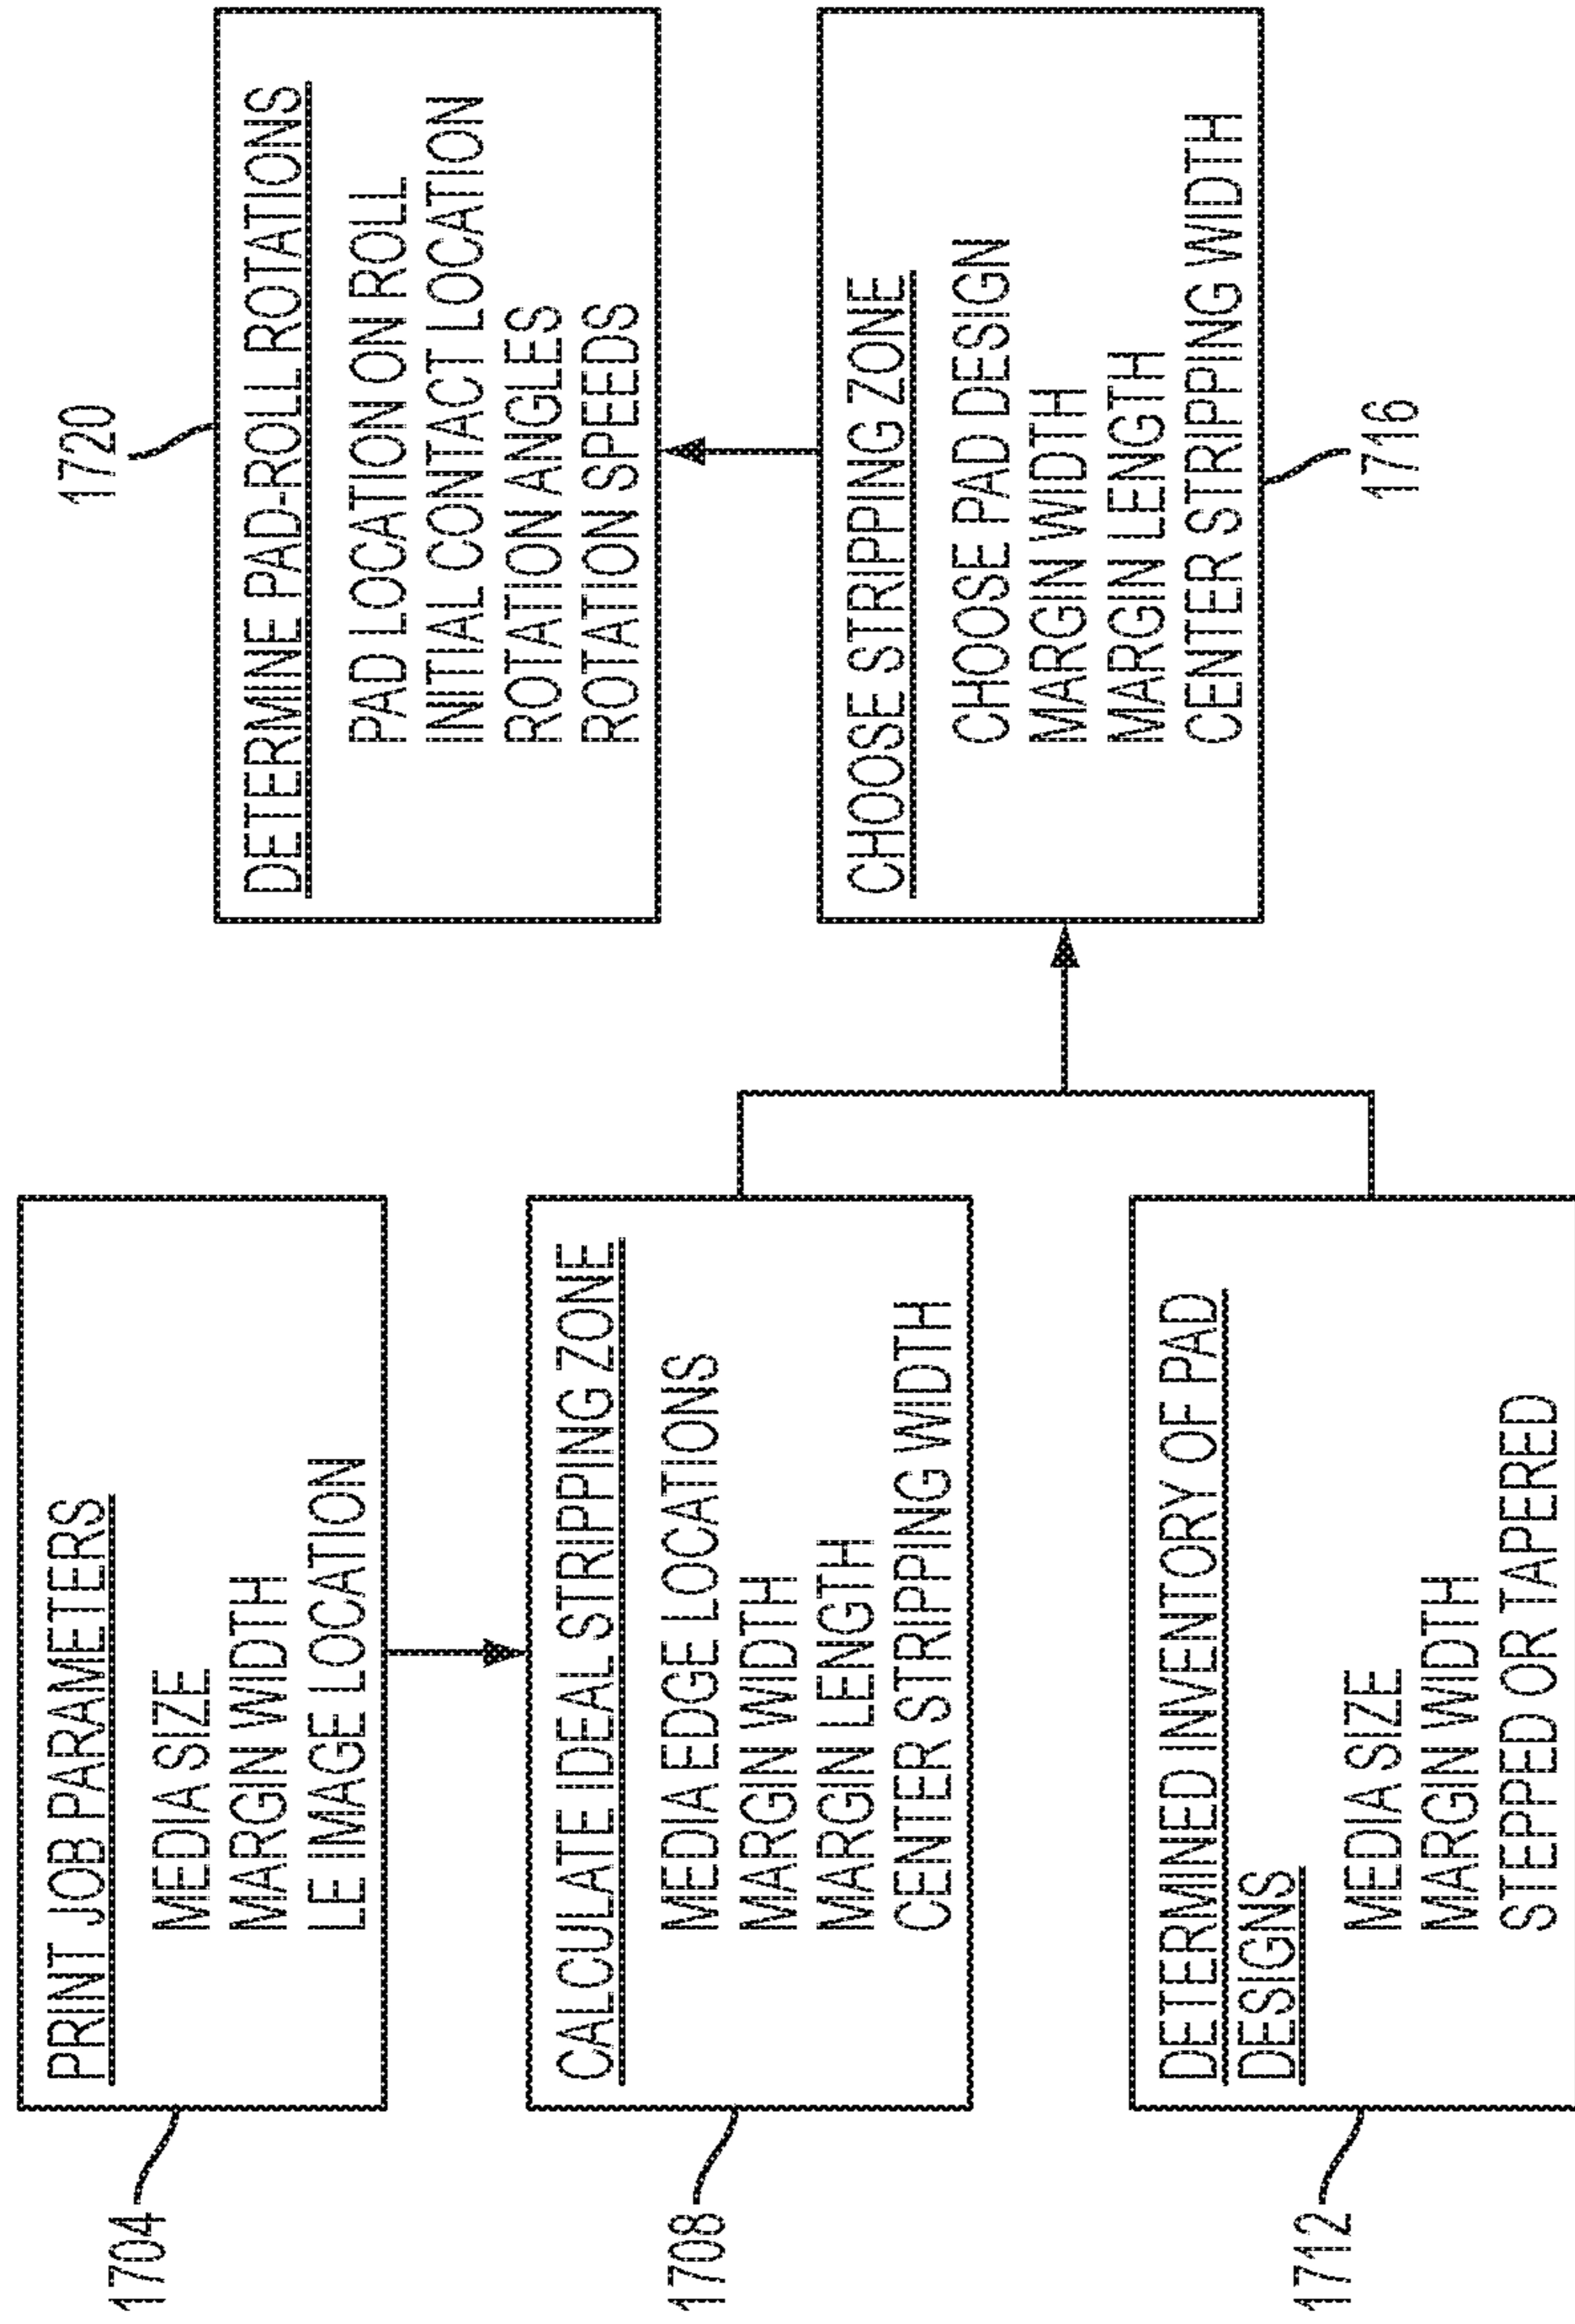 1704
PRINT JOB PARAMETERS
MEDIA SIZE
MARGIN WIDTH
LE IMAGE LOCATION
1708
CALCULATE IDEAL STRIPPING ZONE
MEDIA EDGE LOCATIONS
MARGIN WIDTH
MARGIN LENGTH
CENTER STRIPPING WIDTH
1712
DETERMINED INVENTORY OF PAD
DESIGNS
MEDIA SIZE
MARGIN WIDTH
STEPPED OR TAPERED
CHOOSE STRIPPING ZONE
CHOOSE PAD DESIGN
MARGIN WIDTH
MARGIN LENGTH
CENTER STRIPPING WIDTH
1716
1720
DETERMINE PAD-ROLL ROTATIONS
PAD LOCATION ON ROLL
INITIAL CONTACT LOCATION
ROTATION ANGLES
ROTATION SPEEDS